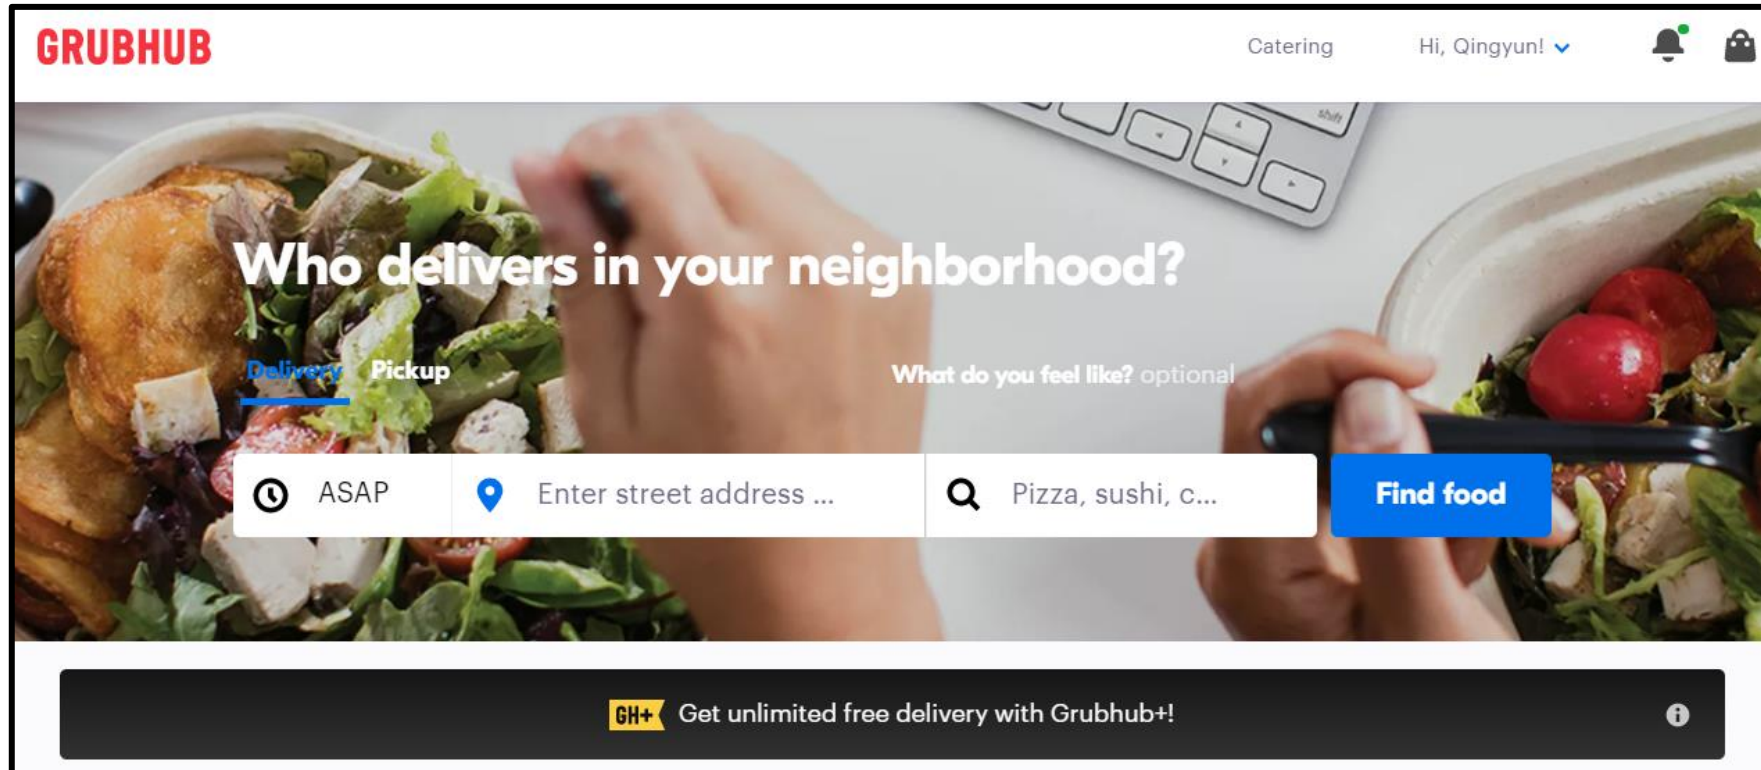 GRUBHUB
Catering
Hi, Qingyun!
shift
Who delivers in your neighborhood?
Delivery Pickup
What do you feel like? optional
ASAP
Enter street address ...
Pizza, sushi, c...
Find food
GH+ Get unlimited free delivery with Grubhub+!